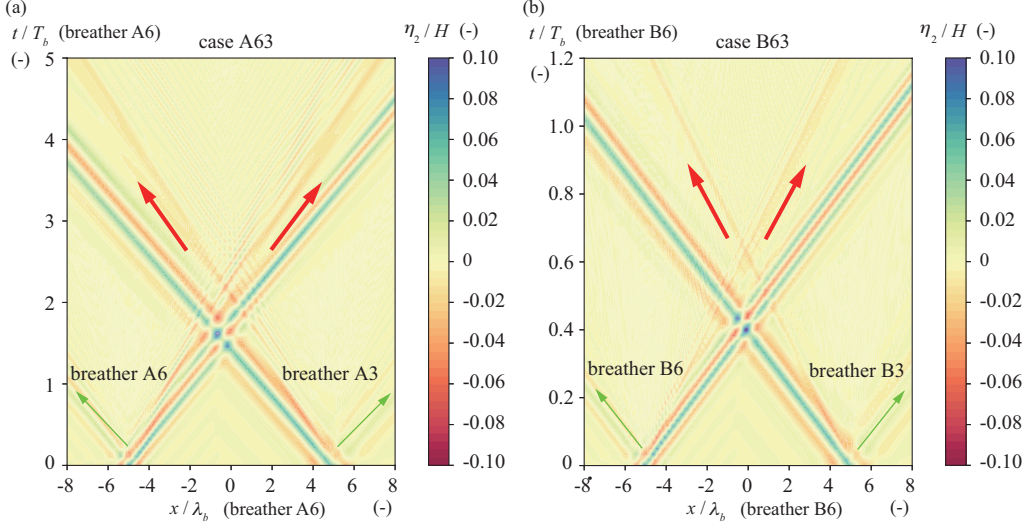 (a)
t / T_b (breather A6)
case A63
η_2 / H (-)
(-)
5
4
3
2
1
0
breather A6
breather A3
-8 -6 -4 -2 0 2 4 6 8
x / λ_b (breather A6) (-)
0.10
0.08
0.06
0.04
0.02
0
-0.02
-0.04
-0.06
-0.08
-0.10
(b)
t / T_b (breather B6)
case B63
η_2 / H (-)
(-)
1.2
1.0
0.8
0.6
0.4
0.2
0
breather B6
breather B3
-8 -6 -4 -2 0 2 4 6 8
x / λ_b (breather B6) (-)
0.10
0.08
0.06
0.04
0.02
0
-0.02
-0.04
-0.06
-0.08
-0.10